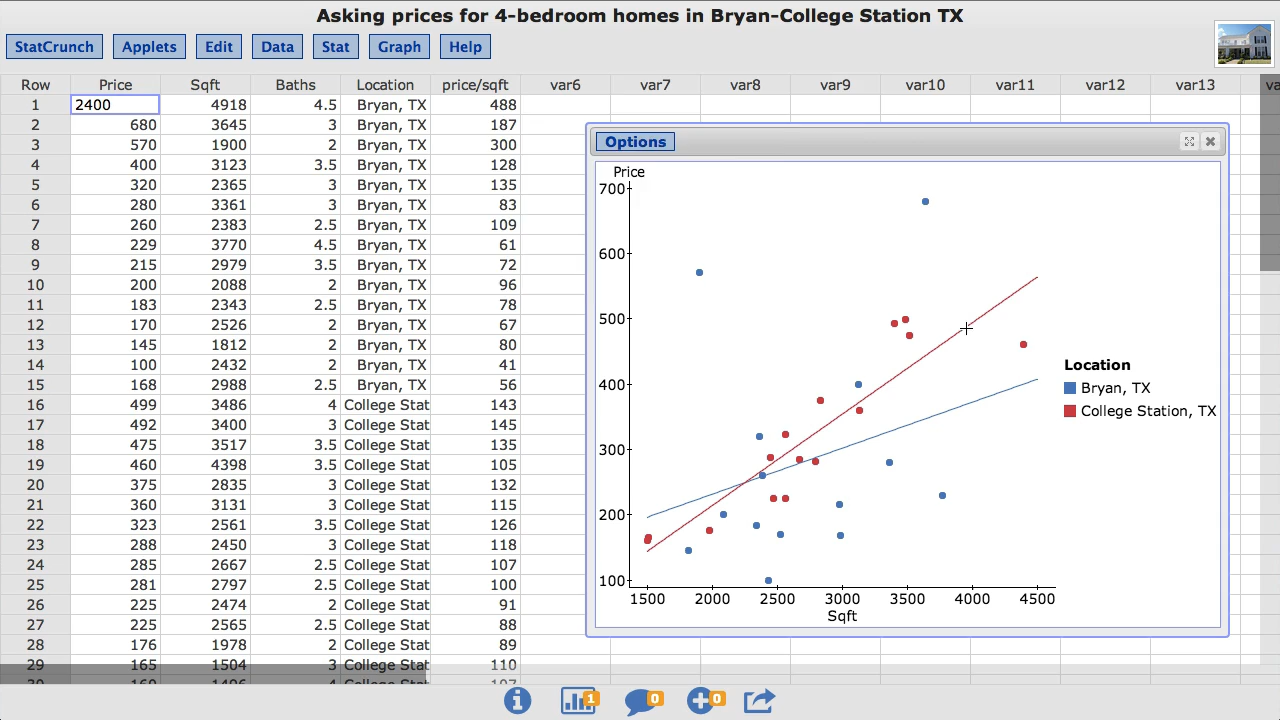 Asking prices for 4-bedroom homes in Bryan-College Station TX
StatCrunch Applets Edit Data Stat Graph Help
Row Price Sqft Baths Location price/sqft var6 var7 var8 var9 var10 var11 var12 var13 va
1 2400 4918 4.5 Bryan, TX 488
2 680 3645 3 Bryan, TX 187
3 570 1900 2 Bryan, TX 300
4 400 3123 3.5 Bryan, TX 128
5 320 2365 3 Bryan, TX 135
6 280 3361 3 Bryan, TX 83
7 260 2383 2.5 Bryan, TX 109
8 229 3770 4.5 Bryan, TX 61
9 215 2979 3.5 Bryan, TX 72
10 200 2088 2 Bryan, TX 96
11 183 2343 2.5 Bryan, TX 78
12 170 2526 2 Bryan, TX 67
13 145 1812 2 Bryan, TX 80
14 100 2432 2 Bryan, TX 41
15 168 2988 2.5 Bryan, TX 56
16 499 3486 4 College Stat 143
17 492 3400 3 College Stat 145
18 475 3517 3.5 College Stat 135
19 460 4398 3.5 College Stat 105
20 375 2835 3 College Stat 132
21 360 3131 3 College Stat 115
22 323 2561 3.5 College Stat 126
23 288 2450 3 College Stat 118
24 285 2667 2.5 College Stat 107
25 281 2797 2.5 College Stat 100
26 225 2474 2 College Stat 91
27 225 2565 2.5 College Stat 88
28 176 1978 2 College Stat 89
29 165 1504 3 College Stat 110
Options
Price
700
600
500
400
300
200
100
1500 2000 2500 3000 3500 4000 4500
Sqft
Location
Bryan, TX
College Station, TX
1 0 0